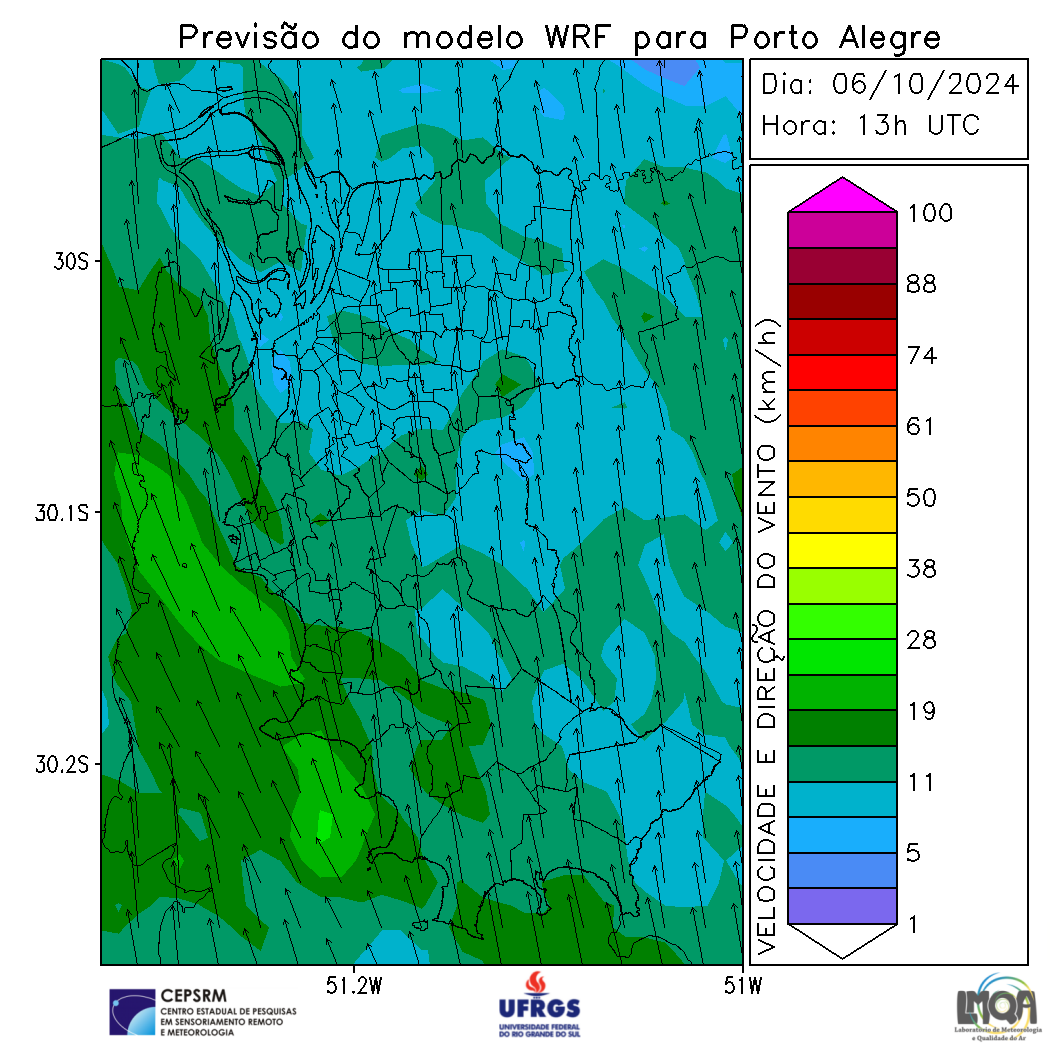 Previsão do modelo WRF para Porto Alegre
Dia: 06/10/2024
Hora: 13h UTC
30S
30.1S
30.2S
51.2W
51W
VELOCIDADE E DIREÇÃO DO VENTO (km/h)
100
88
74
61
50
38
28
19
11
5
1
CEPSRM
CENTRO ESTADUAL DE PESQUISAS
EM SENSORIAMENTO REMOTO
E METEOROLOGIA
UFRGS
UNIVERSIDADE FEDERAL
DO RIO GRANDE DO SUL
LMQA
Laboratório de Meteorologia
e Qualidade do Ar